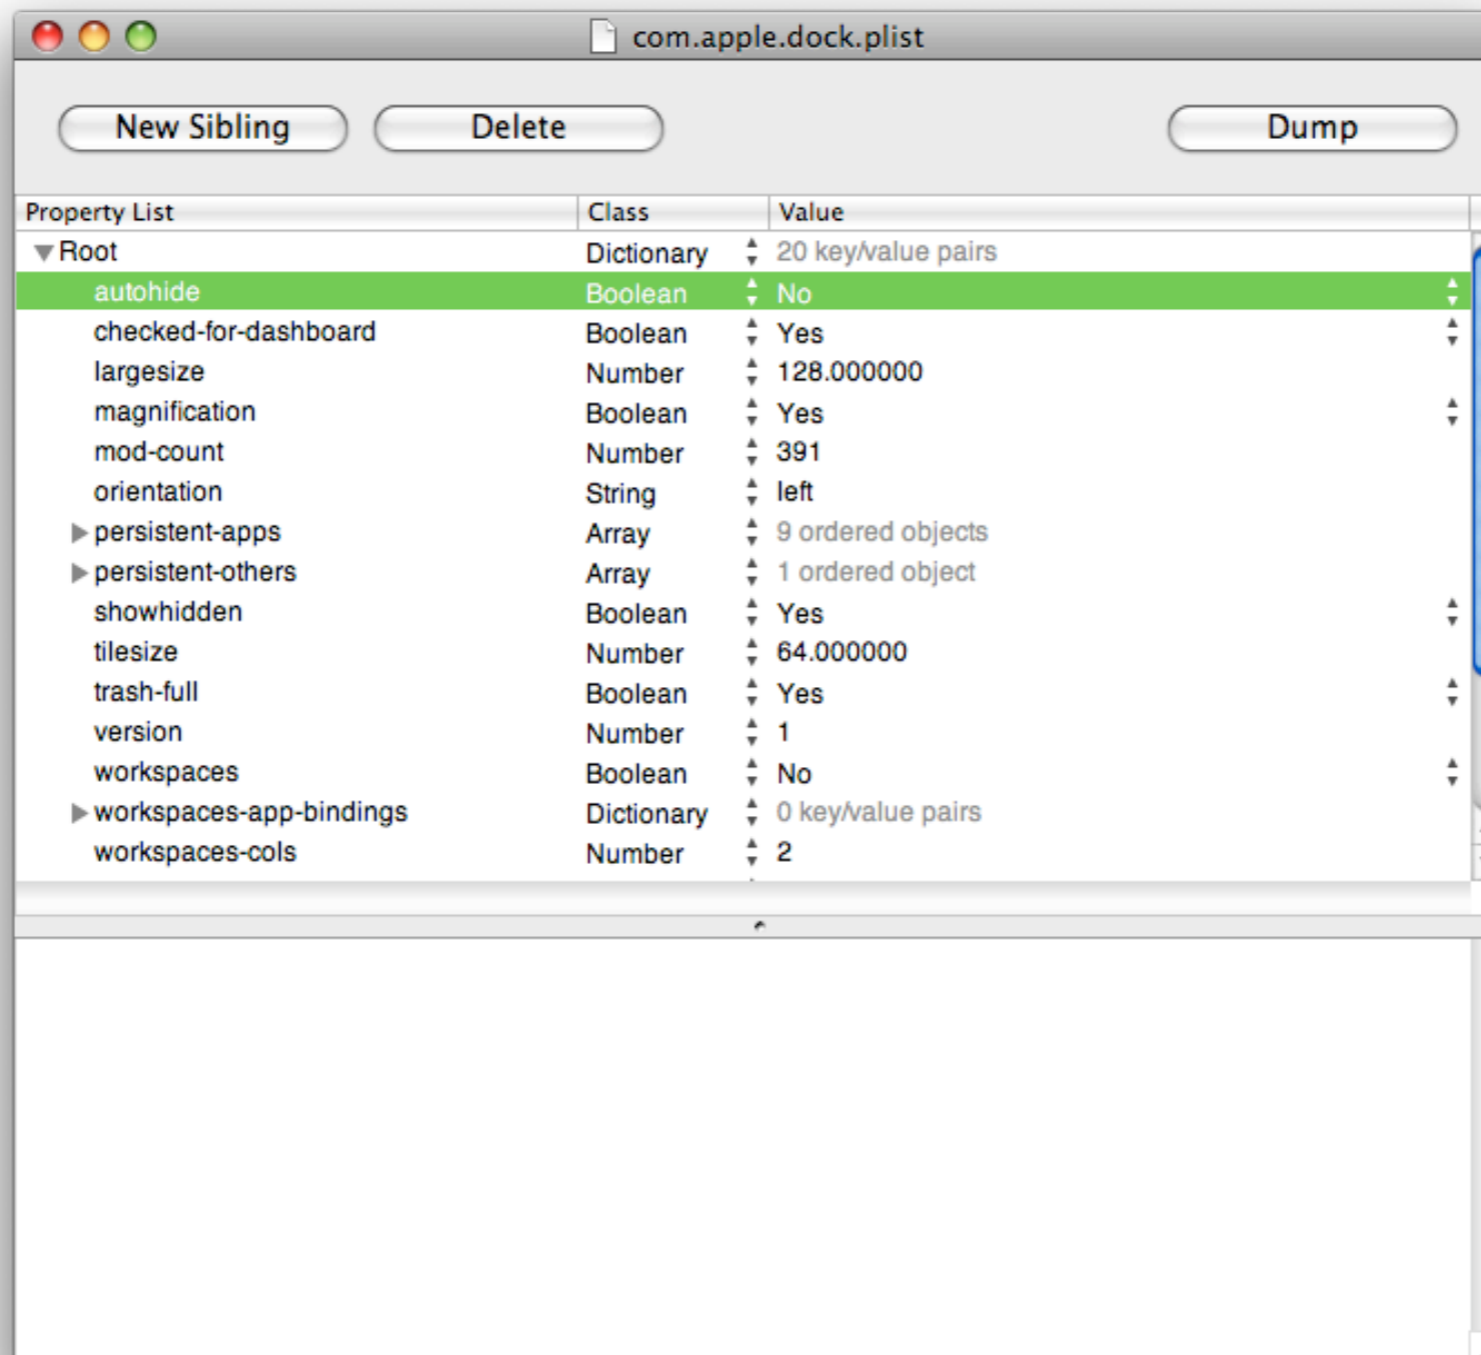 com.apple.dock.plist
New Sibling Delete Dump
Property List Class Value
Root Dictionary 20 key/value pairs
autohide Boolean No
checked-for-dashboard Boolean Yes
largesize Number 128.000000
magnification Boolean Yes
mod-count Number 391
orientation String left
persistent-apps Array 9 ordered objects
persistent-others Array 1 ordered object
showhidden Boolean Yes
tilesize Number 64.000000
trash-full Boolean Yes
version Number 1
workspaces Boolean No
workspaces-app-bindings Dictionary 0 key/value pairs
workspaces-cols Number 2